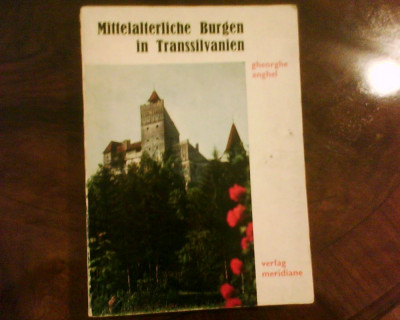 Mittelalterliche Burgen
in Transsilvanien
gheorghe
anghel
verlag
meridiane